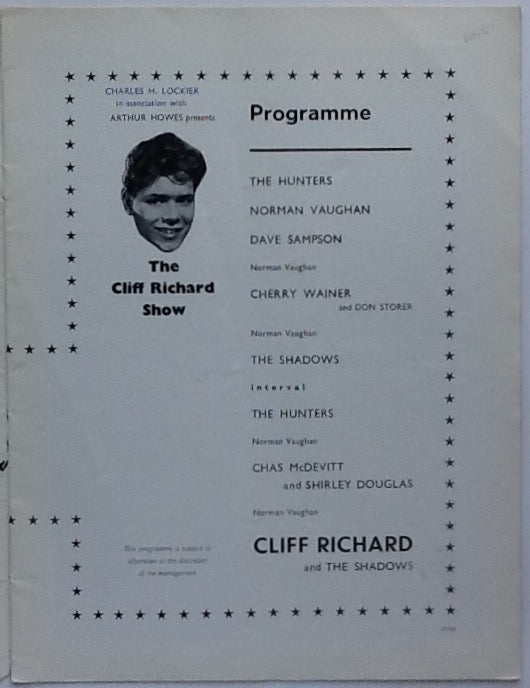 CHARLES H. LOCKIER
in association with
ARTHUR HOWES presents
The
Cliff Richard
Show
Programme
THE HUNTERS
NORMAN VAUGHAN
DAVE SAMPSON
Norman Vaughan
CHERRY WAINER
and DON STORER
Norman Vaughan
THE SHADOWS
Interval
THE HUNTERS
Norman Vaughan
CHAS McDEVITT
and SHIRLEY DOUGLAS
Norman Vaughan
CLIFF RICHARD
and THE SHADOWS
This programme is subject to
alteration at the discretion
of the management